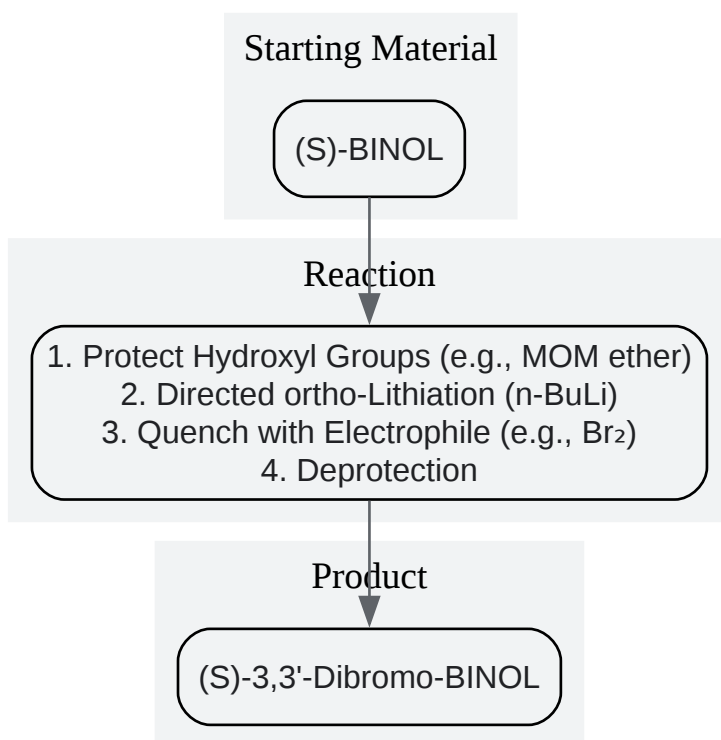 Starting Material
(S)-BINOL
Reaction
1. Protect Hydroxyl Groups (e.g., MOM ether)
2. Directed ortho-Lithiation (n-BuLi)
3. Quench with Electrophile (e.g., Br₂)
4. Deprotection
Product
(S)-3,3'-Dibromo-BINOL